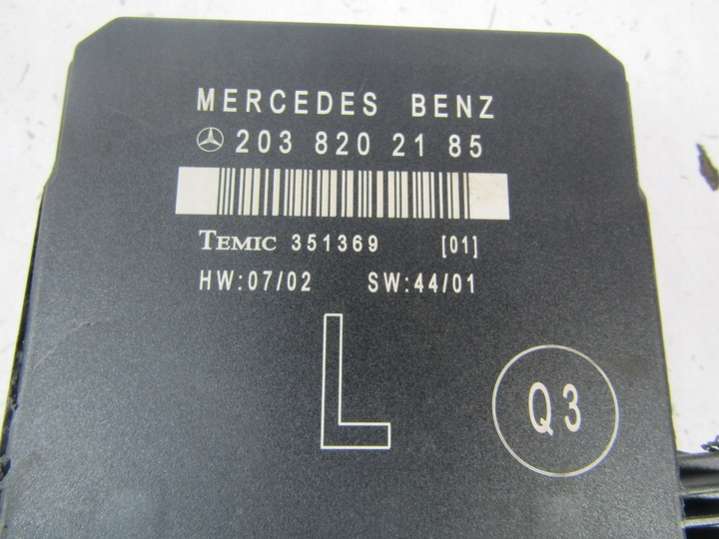 MERCEDES BENZ
203 820 21 85
TEMIC 351369 [01]
HW:07/02 SW:44/01
L
Q3